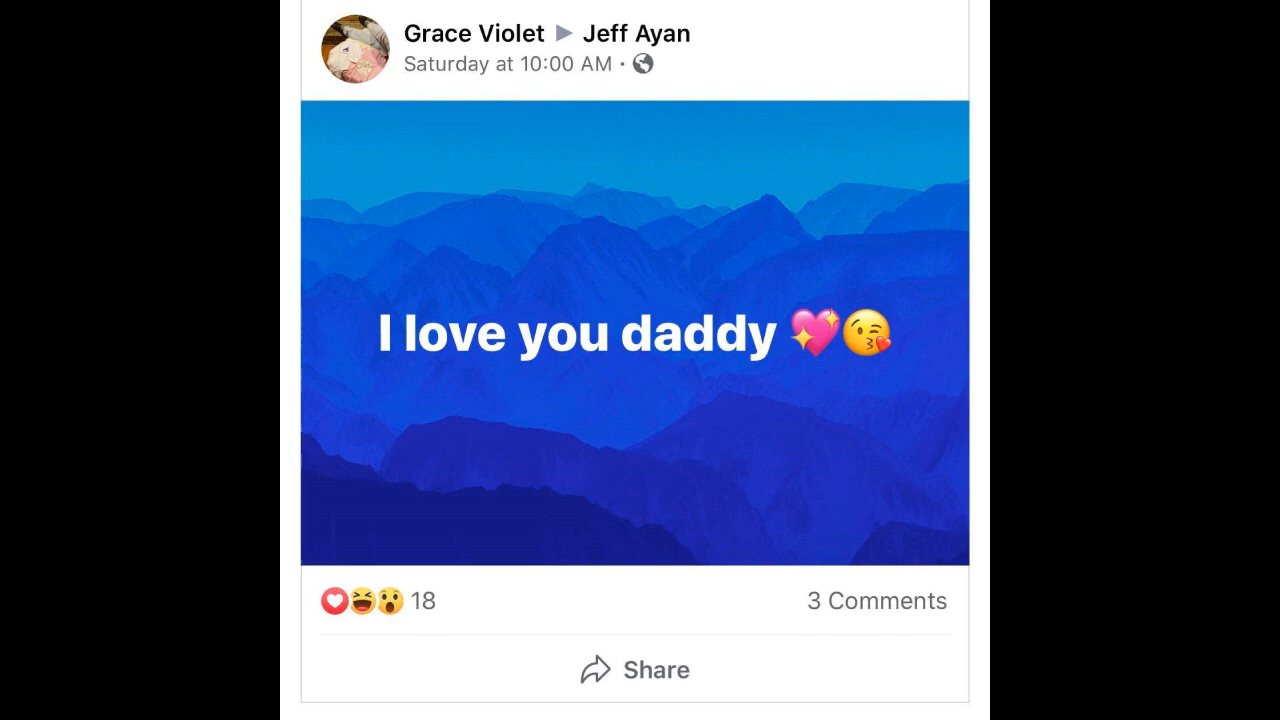 Grace Violet ▶ Jeff Ayan
Saturday at 10:00 AM ·
I love you daddy 💖😘
18
3 Comments
Share